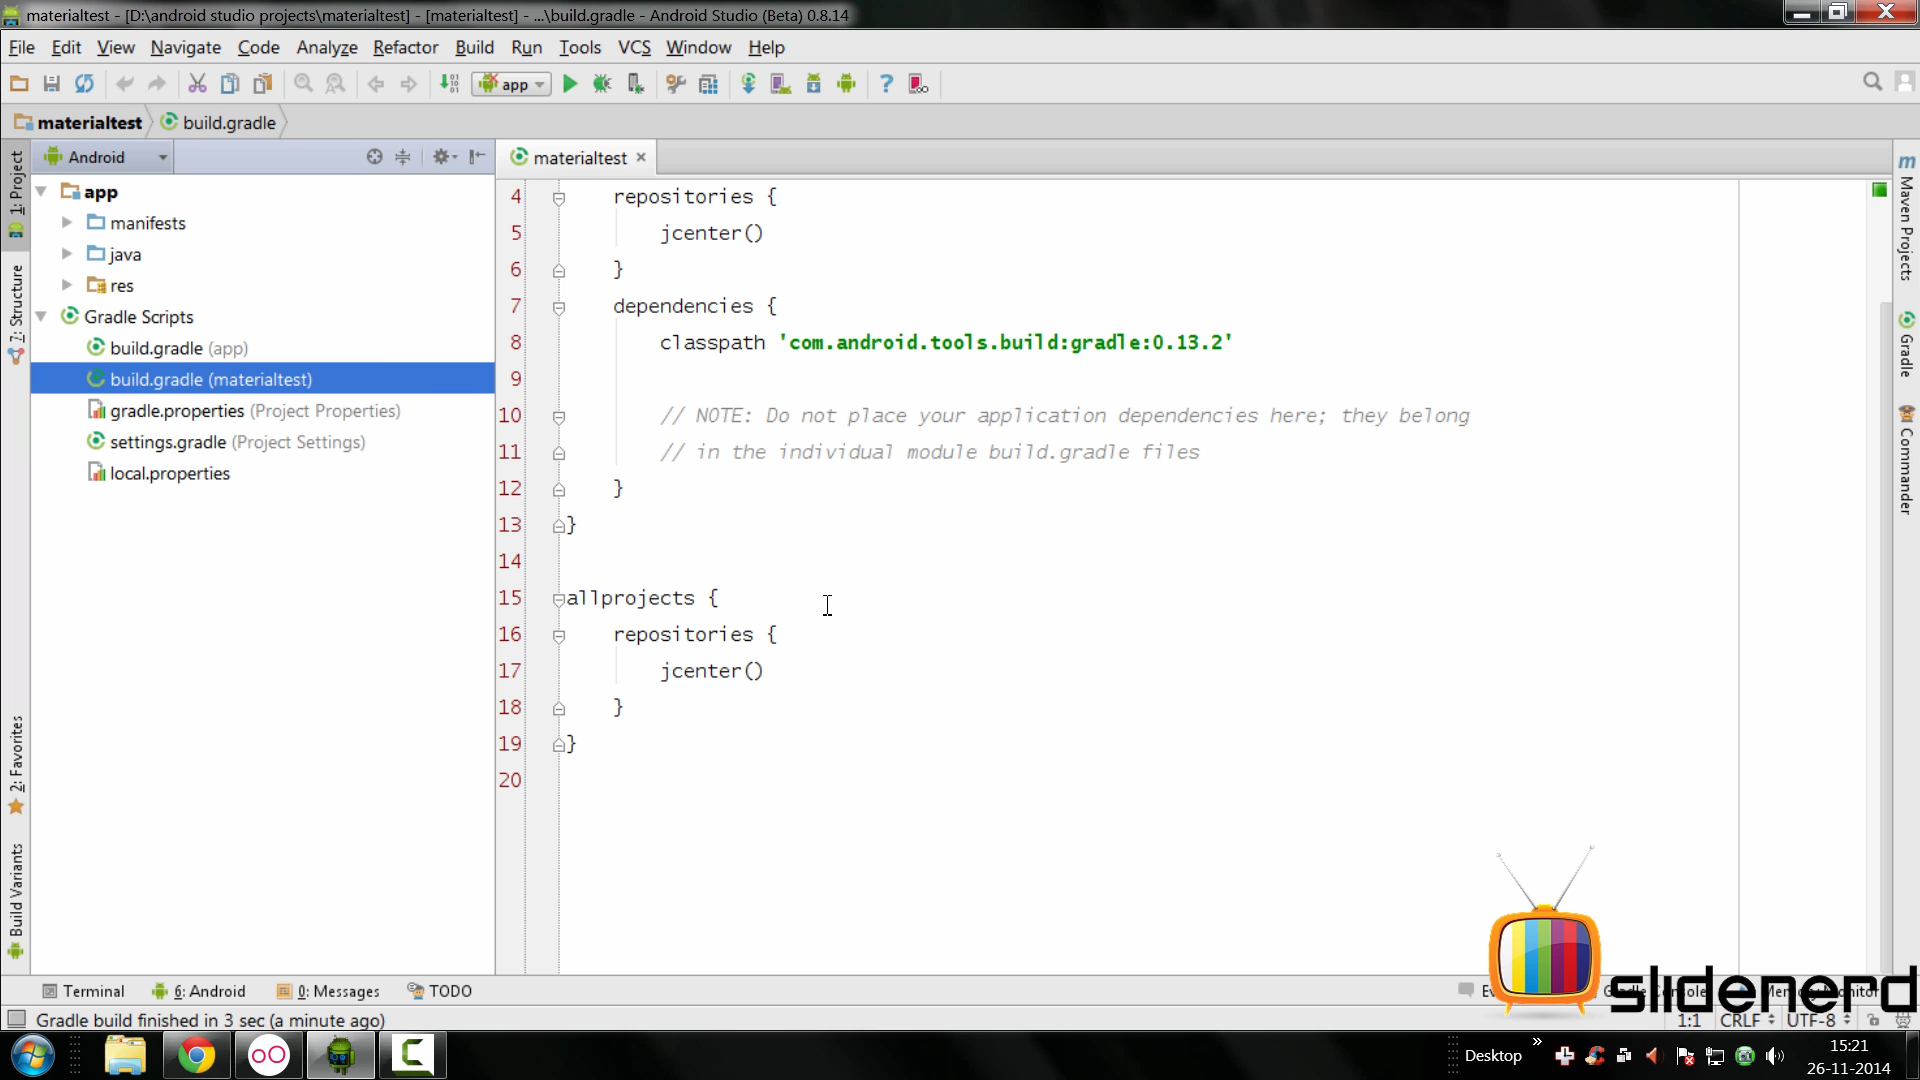 materialtest - [D:\android studio projects\materialtest] - [materialtest] - ...\build.gradle - Android Studio (Beta) 0.8.14
File Edit View Navigate Code Analyze Refactor Build Run Tools VCS Window Help
app
materialtest build.gradle
1: Project
7: Structure
2: Favorites
Build Variants
Android
app
manifests
java
res
Gradle Scripts
build.gradle (app)
build.gradle (materialtest)
gradle.properties (Project Properties)
settings.gradle (Project Settings)
local.properties
materialtest
4 repositories {
5 jcenter()
6 }
7 dependencies {
8 classpath 'com.android.tools.build:gradle:0.13.2'
9
10 // NOTE: Do not place your application dependencies here; they belong
11 // in the individual module build.gradle files
12 }
13 }
14
15 allprojects {
16 repositories {
17 jcenter()
18 }
19 }
20
Maven Projects
Gradle
Commander
Terminal 6: Android 0: Messages TODO
slidenerd
Gradle build finished in 3 sec (a minute ago)
1:1 CRLF UTF-8
Desktop
15:21
26-11-2014